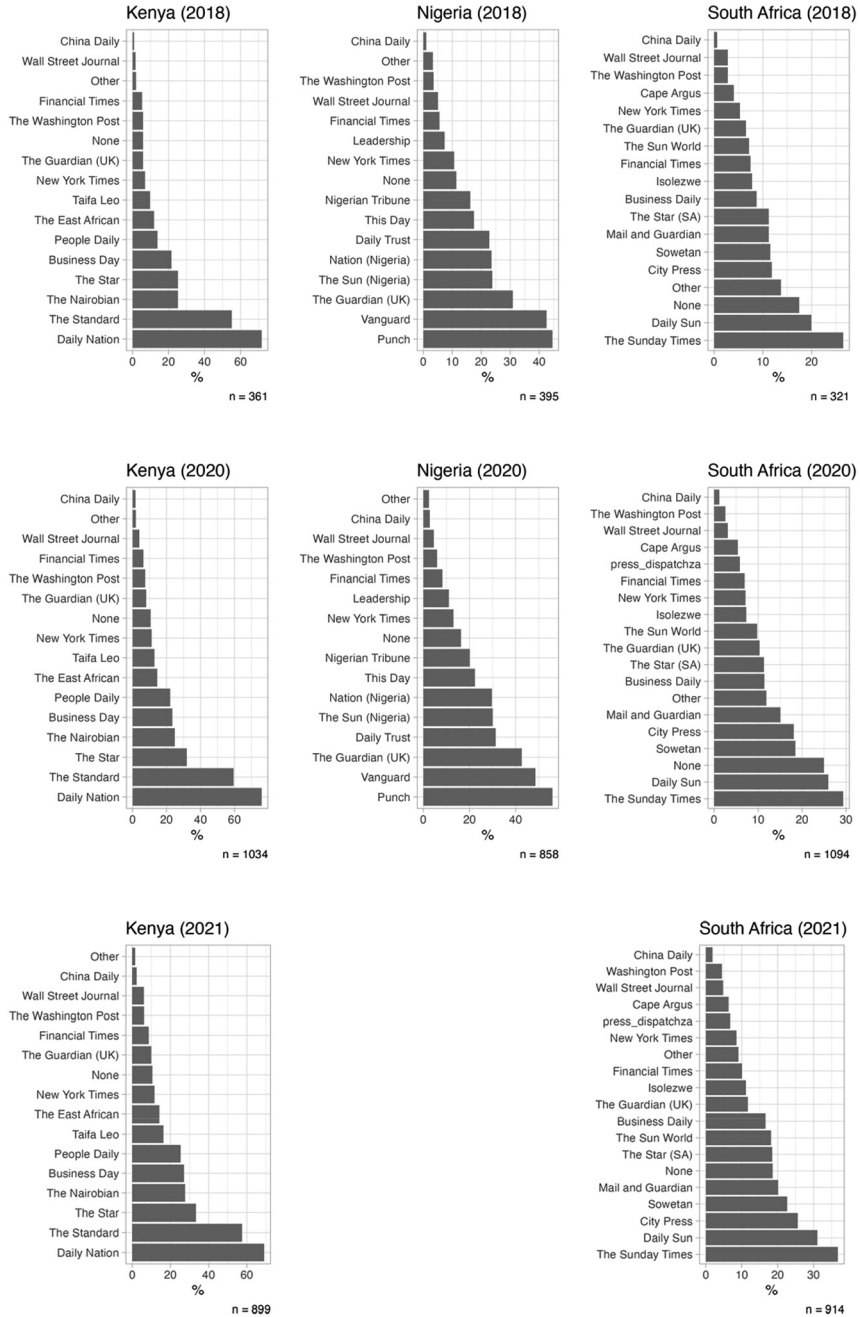 Kenya (2018)
China Daily
Wall Street Journal
Other
Financial Times
The Washington Post
None
The Guardian (UK)
New York Times
Taifa Leo
The East African
People Daily
Business Day
The Star
The Nairobian
The Standard
Daily Nation
0 20 40 60
%
n = 361
Nigeria (2018)
China Daily
Other
The Washington Post
Wall Street Journal
Financial Times
Leadership
New York Times
None
Nigerian Tribune
This Day
Daily Trust
Nation (Nigeria)
The Sun (Nigeria)
The Guardian (UK)
Vanguard
Punch
0 10 20 30 40
%
n = 395
South Africa (2018)
China Daily
Wall Street Journal
The Washington Post
Cape Argus
New York Times
The Guardian (UK)
The Sun World
Financial Times
Isolezwe
Business Daily
The Star (SA)
Mail and Guardian
Sowetan
City Press
Other
None
Daily Sun
The Sunday Times
0 10 20
%
n = 321
Kenya (2020)
China Daily
Other
Wall Street Journal
Financial Times
The Washington Post
The Guardian (UK)
None
New York Times
Taifa Leo
The East African
People Daily
Business Day
The Nairobian
The Star
The Standard
Daily Nation
0 20 40 60
%
n = 1034
Nigeria (2020)
Other
China Daily
Wall Street Journal
The Washington Post
Financial Times
Leadership
New York Times
None
Nigerian Tribune
This Day
Nation (Nigeria)
The Sun (Nigeria)
Daily Trust
The Guardian (UK)
Vanguard
Punch
0 20 40
%
n = 858
South Africa (2020)
China Daily
The Washington Post
Wall Street Journal
Cape Argus
press_dispatchza
Financial Times
New York Times
Isolezwe
The Sun World
The Guardian (UK)
The Star (SA)
Business Daily
Other
Mail and Guardian
City Press
Sowetan
None
Daily Sun
The Sunday Times
0 10 20 30
%
n = 1094
Kenya (2021)
Other
China Daily
Wall Street Journal
The Washington Post
Financial Times
The Guardian (UK)
None
New York Times
The East African
Taifa Leo
People Daily
Business Day
The Nairobian
The Star
The Standard
Daily Nation
0 20 40 60
%
n = 899
South Africa (2021)
China Daily
Washington Post
Wall Street Journal
Cape Argus
press_dispatchza
New York Times
Other
Financial Times
Isolezwe
The Guardian (UK)
Business Daily
The Sun World
The Star (SA)
None
Mail and Guardian
Sowetan
City Press
Daily Sun
The Sunday Times
0 10 20 30
%
n = 914